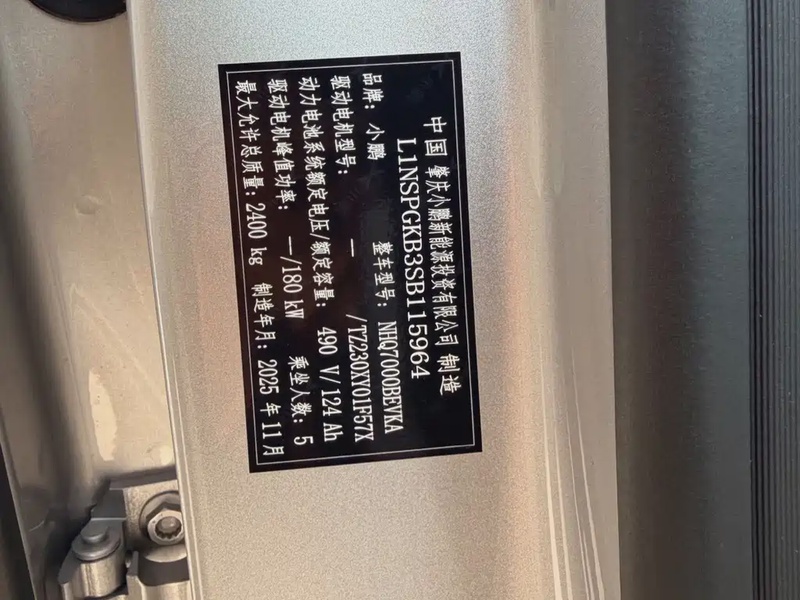 中国 肇庆小鹏新能源投资有限公司 制造
L1NSPGKB3SB115964
品牌：小鹏 整车型号：NHQ7000BEVKA
驱动电机型号： — /TZ230XY01F57X
动力电池系统额定电压/额定容量：490 V/124 Ah
驱动电机峰值功率： —/180 kW 乘坐人数：5
最大允许总质量：2400 kg 制造年月：2025 年 11 月